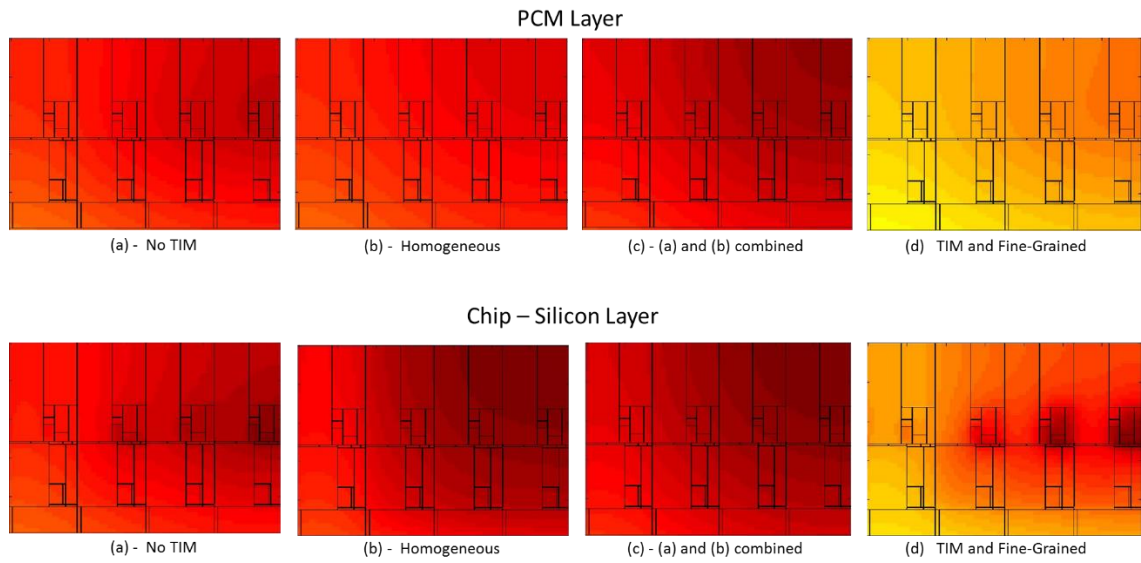 PCM Layer
(a) - No TIM
(b) - Homogeneous
(c) - (a) and (b) combined
(d) TIM and Fine-Grained
Chip – Silicon Layer
(a) - No TIM
(b) - Homogeneous
(c) - (a) and (b) combined
(d) TIM and Fine-Grained